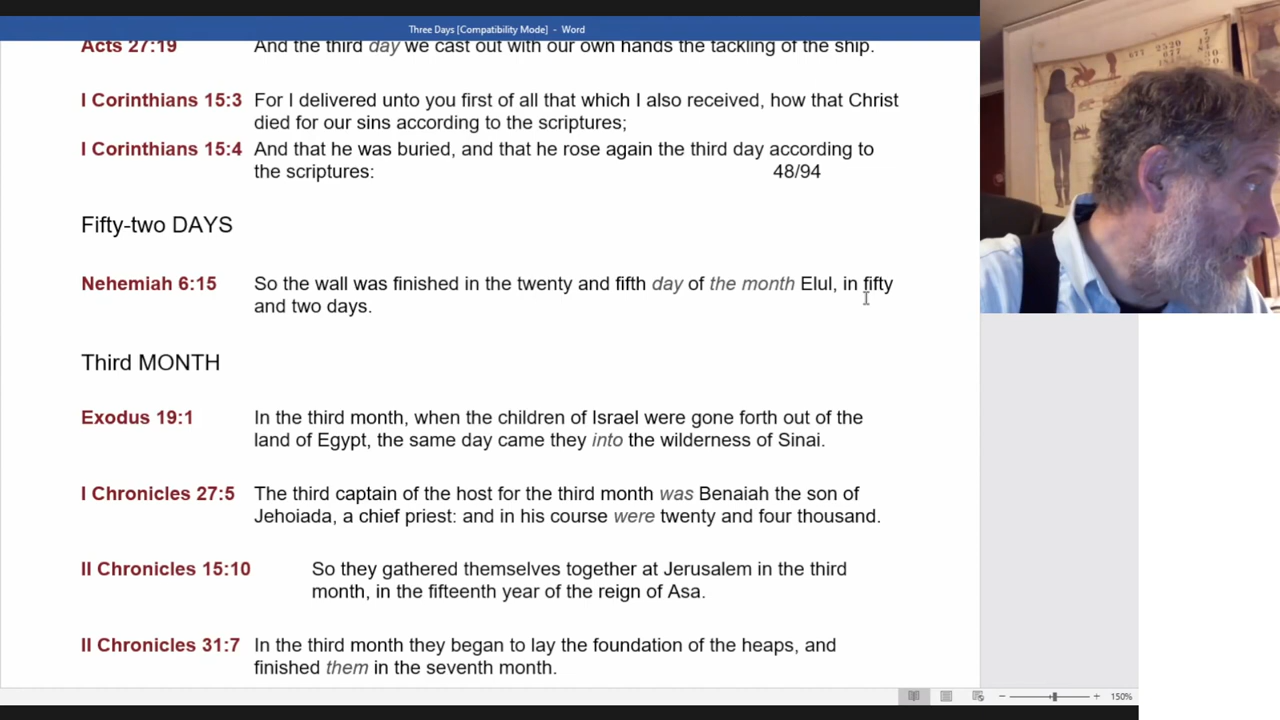 Three Days [Compatibility Mode] - Word
Acts 27:19 And the third day we cast out with our own hands the tackling of the ship.
I Corinthians 15:3 For I delivered unto you first of all that which I also received, how that Christ
died for our sins according to the scriptures;
I Corinthians 15:4 And that he was buried, and that he rose again the third day according to
the scriptures: 48/94
Fifty-two DAYS
Nehemiah 6:15 So the wall was finished in the twenty and fifth day of the month Elul, in fifty
and two days.
Third MONTH
Exodus 19:1 In the third month, when the children of Israel were gone forth out of the
land of Egypt, the same day came they into the wilderness of Sinai.
I Chronicles 27:5 The third captain of the host for the third month was Benaiah the son of
Jehoiada, a chief priest: and in his course were twenty and four thousand.
II Chronicles 15:10 So they gathered themselves together at Jerusalem in the third
month, in the fifteenth year of the reign of Asa.
II Chronicles 31:7 In the third month they began to lay the foundation of the heaps, and
finished them in the seventh month.
150%
677 2520